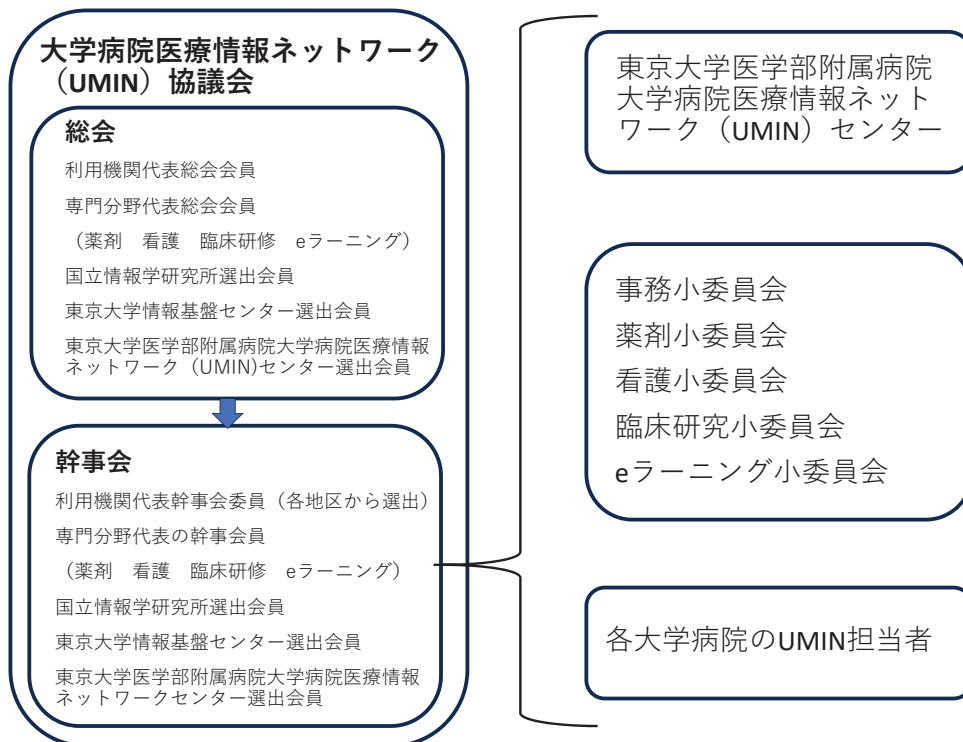 大学病院医療情報ネットワーク
（UMIN）協議会
総会
利用機関代表総会会員
専門分野代表総会会員
（薬剤　看護　臨床研修　eラーニング）
国立情報学研究所選出会員
東京大学情報基盤センター選出会員
東京大学医学部附属病院大学病院医療情報
ネットワーク（UMIN)センター選出会員
幹事会
利用機関代表幹事会委員（各地区から選出）
専門分野代表の幹事会員
（薬剤　看護　臨床研修　eラーニング）
国立情報学研究所選出会員
東京大学情報基盤センター選出会員
東京大学医学部附属病院大学病院医療情報
ネットワークセンター選出会員
東京大学医学部附属病院
大学病院医療情報ネット
ワーク（UMIN）センター
事務小委員会
薬剤小委員会
看護小委員会
臨床研究小委員会
eラーニング小委員会
各大学病院のUMIN担当者